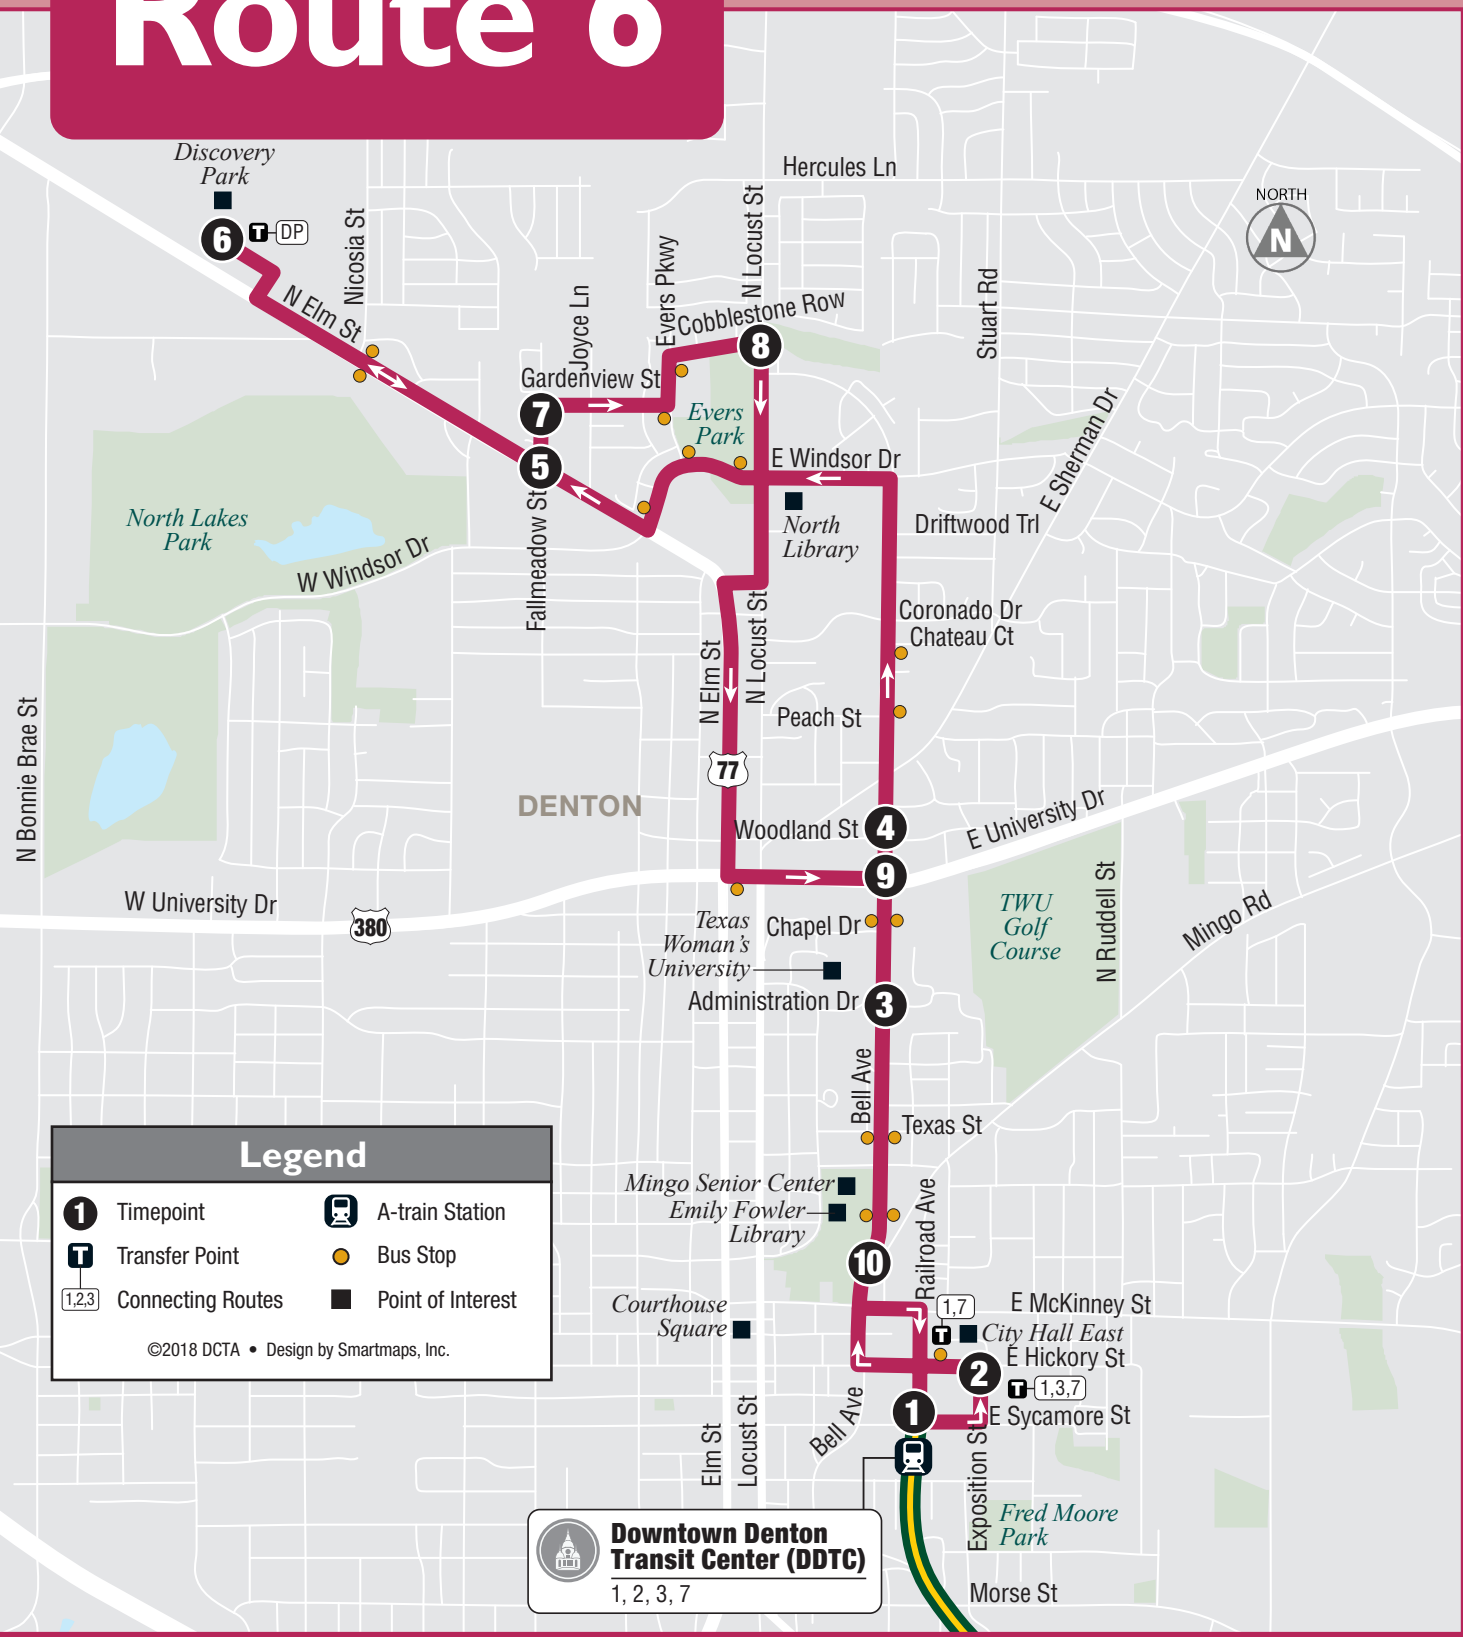 Route 6
Discovery
Park
6
T
DP
Nicosia St
N Elm St
Hercules Ln
N Locust St
NORTH
N
Evers Pkwy
Joyce Ln
Cobblestone Row
Stuart Rd
8
Gardenview St
7
Evers
Park
E Sherman Dr
5
E Windsor Dr
North Lakes
Park
W Windsor Dr
Fallmeadow St
North
Library
Driftwood Trl
Coronado Dr
Chateau Ct
N Elm St
N Locust St
Peach St
N Bonnie Brae St
77
DENTON
Woodland St
4
E University Dr
9
W University Dr
380
Texas
Woman's
University
Chapel Dr
TWU
Golf
Course
N Ruddell St
Mingo Rd
Administration Dr
3
Bell Ave
Texas St
Mingo Senior Center
Emily Fowler
Library
Railroad Ave
10
Courthouse
Square
E McKinney St
1,7
T
City Hall East
E Hickory St
2
T
1,3,7
1
E Sycamore St
Bell Ave
Elm St
Locust St
Exposition St
Fred Moore
Park
Morse St
Downtown Denton
Transit Center (DDTC)
1, 2, 3, 7
Legend
1
Timepoint
A-train Station
T
Transfer Point
Bus Stop
1,2,3
Connecting Routes
Point of Interest
©2018 DCTA • Design by Smartmaps, Inc.